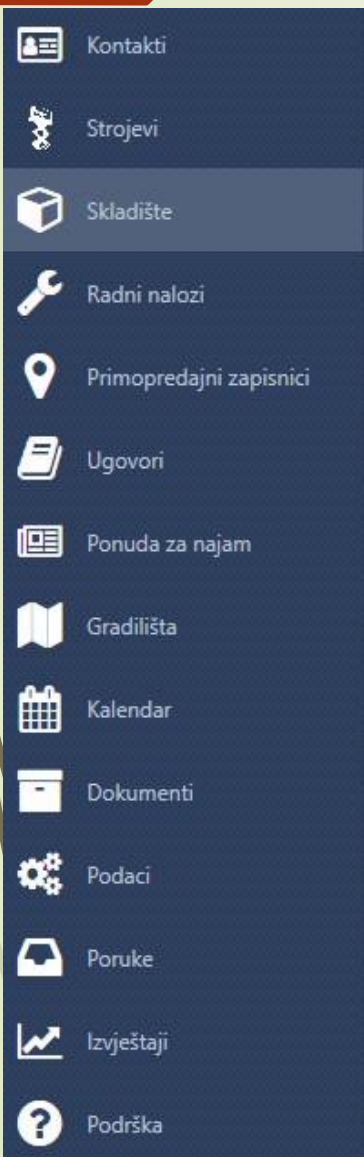 Kontakti
Strojevi
Skladište
Radni nalozi
Primopredajni zapisnici
Ugovori
Ponuda za najam
Gradilišta
Kalendar
Dokumenti
Podaci
Poruke
Izvještaji
Podrška